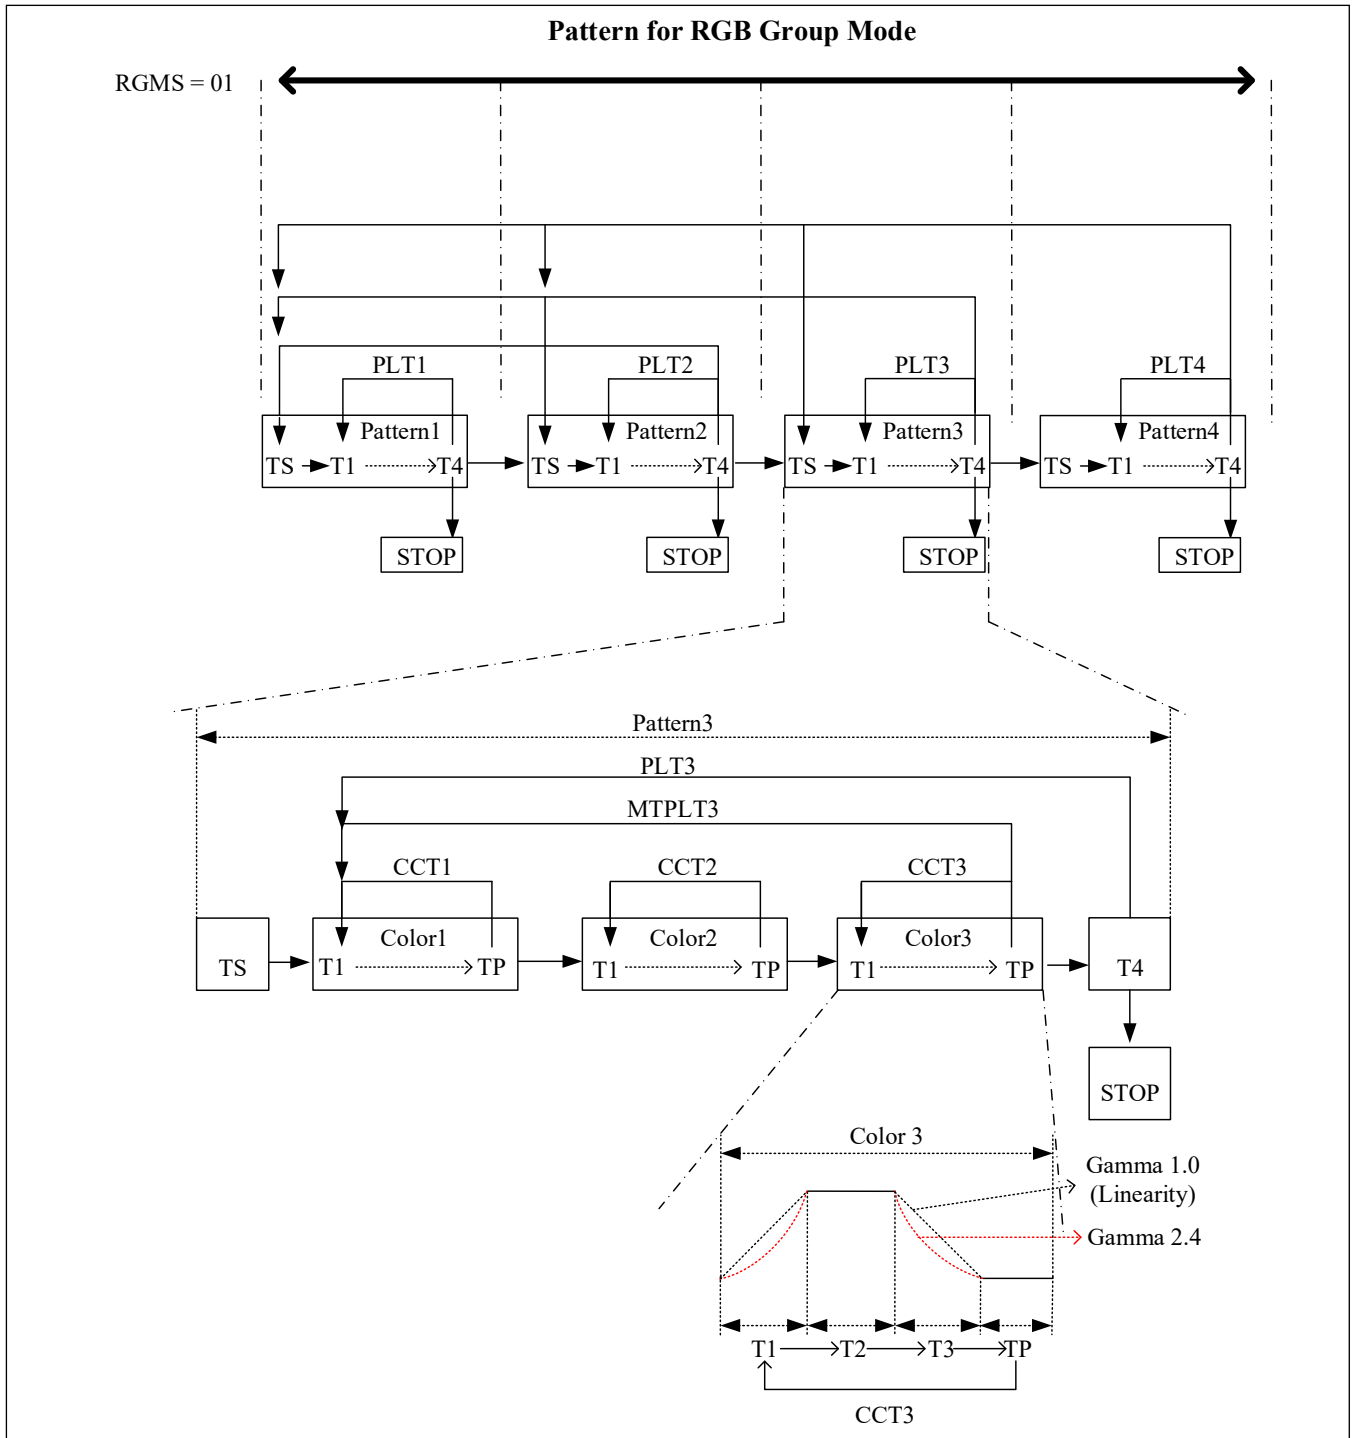 Pattern for RGB Group Mode
RGMS = 01
PLT1 PLT2 PLT3 PLT4
Pattern1 Pattern2 Pattern3 Pattern4
TS T1 T4 TS T1 T4 TS T1 T4 TS T1 T4
STOP STOP STOP STOP
Pattern3
PLT3
MTPLT3
CCT1 CCT2 CCT3
Color1 Color2 Color3
TS T1 TP T1 TP T1 TP T4
STOP
Color 3
Gamma 1.0
(Linearity)
Gamma 2.4
T1 T2 T3 TP
CCT3